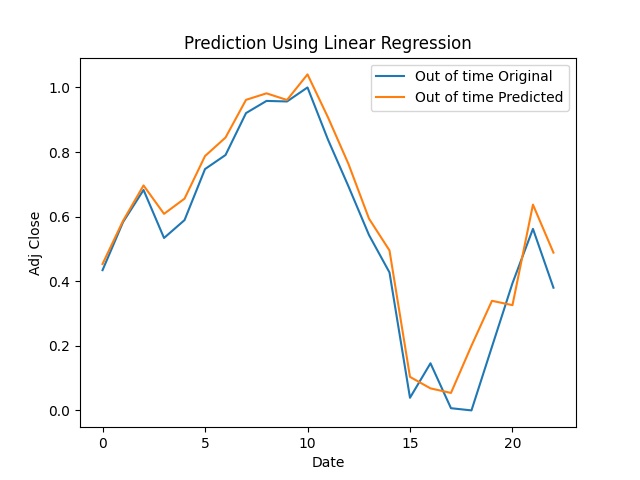 Prediction Using Linear Regression
Out of time Original
Out of time Predicted
Adj Close
1.0
0.8
0.6
0.4
0.2
0.0
0 5 10 15 20
Date